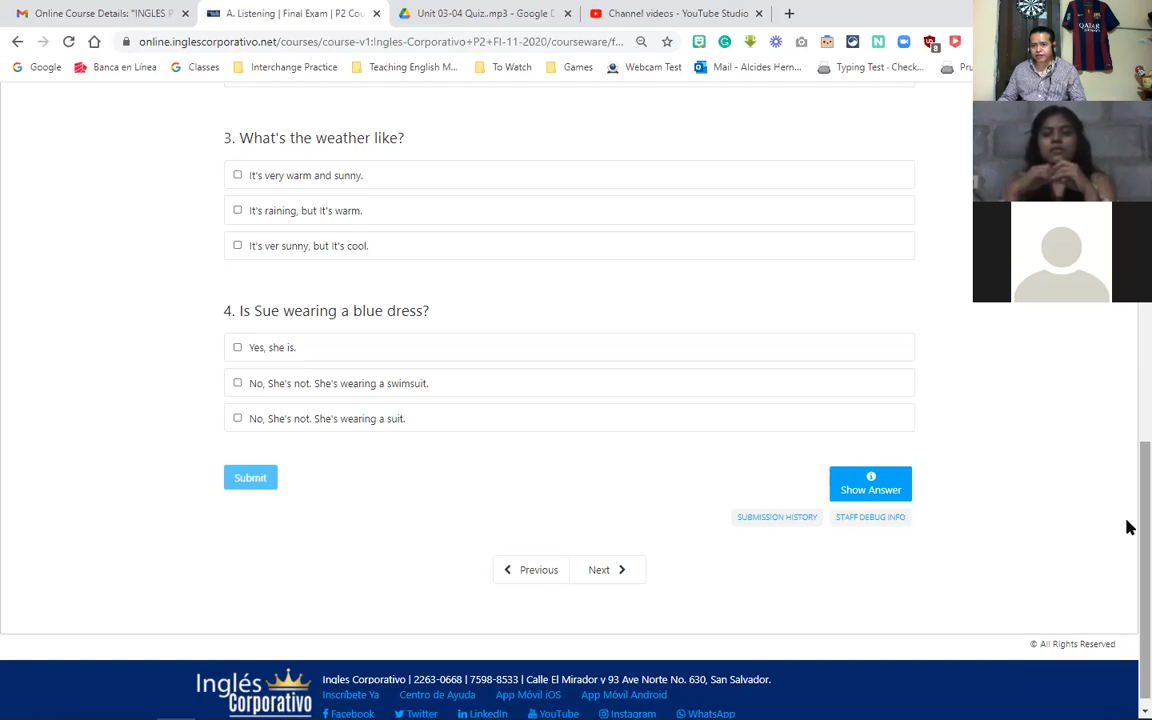 Online Course Details: "INGLES P
A. Listening | Final Exam | P2 Cou
Unit 03-04 Quiz..mp3 - Google D
Channel videos - YouTube Studio
online.inglescorporativo.net/courses/course-v1:Ingles-Corporativo+P2+FI-11-2020/courseware/f...
8
Google
Banca en Línea
Classes
Interchange Practice
Teaching English M...
To Watch
Games
Webcam Test
Mail - Alcides Hern...
Typing Test - Check...
Pru
QATAR
3. What's the weather like?
It's very warm and sunny.
It's raining, but It's warm.
It's ver sunny, but It's cool.
4. Is Sue wearing a blue dress?
Yes, she is.
No, She's not. She's wearing a swimsuit.
No, She's not. She's wearing a suit.
Submit
Show Answer
SUBMISSION HISTORY
STAFF DEBUG INFO
Previous
Next
© All Rights Reserved
Inglés Corporativo
Ingles Corporativo | 2263-0668 | 7598-8533 | Calle El Mirador y 93 Ave Norte No. 630, San Salvador.
Inscríbete Ya
Centro de Ayuda
App Móvil iOS
App Móvil Android
Facebook
Twitter
LinkedIn
YouTube
Instagram
WhatsApp